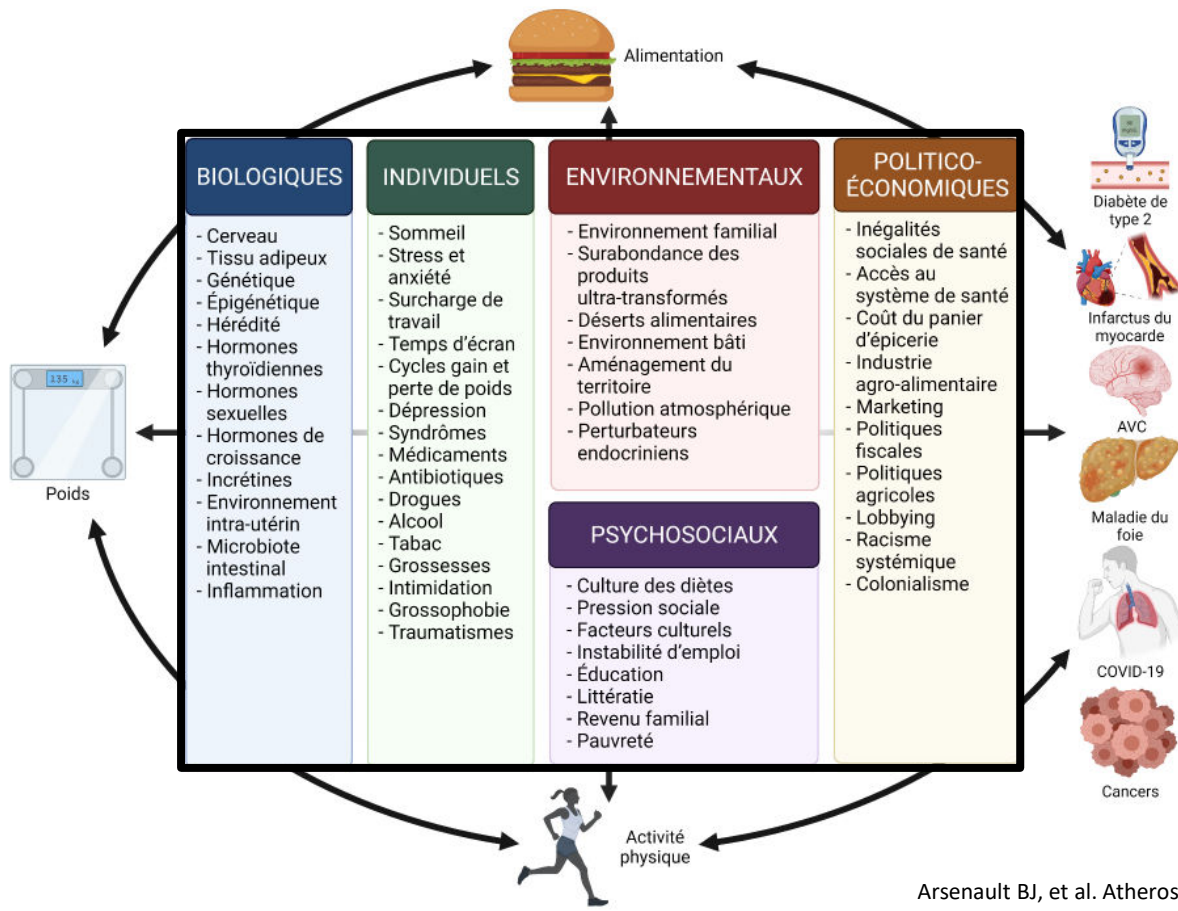 Alimentation
BIOLOGIQUES
- Cerveau
- Tissu adipeux
- Génétique
- Épigénétique
- Hérédité
- Hormones
thyroïdiennes
- Hormones
sexuelles
- Hormones de
croissance
- Incrétines
- Environnement
intra-utérin
- Microbiote
intestinal
- Inflammation
INDIVIDUELS
- Sommeil
- Stress et
anxiété
- Surcharge de
travail
- Temps d'écran
- Cycles gain et
perte de poids
- Dépression
- Syndrômes
- Médicaments
- Antibiotiques
- Drogues
- Alcool
- Tabac
- Grossesses
- Intimidation
- Grossophobie
- Traumatismes
ENVIRONNEMENTAUX
- Environnement familial
- Surabondance des
produits
ultra-transformés
- Déserts alimentaires
- Environnement bâti
- Aménagement du
territoire
- Pollution atmosphérique
- Perturbateurs
endocriniens
PSYCHOSOCIAUX
- Culture des diètes
- Pression sociale
- Facteurs culturels
- Instabilité d'emploi
- Éducation
- Littératie
- Revenu familial
- Pauvreté
POLITICO-
ÉCONOMIQUES
- Inégalités
sociales de santé
- Accès au
système de santé
- Coût du panier
d'épicerie
- Industrie
agro-alimentaire
- Marketing
- Politiques
fiscales
- Politiques
agricoles
- Lobbying
- Racisme
systémique
- Colonialisme
135 kg
Poids
Diabète de
type 2
Infarctus du
myocarde
AVC
Maladie du
foie
COVID-19
Cancers
Activité
physique
Arsenault BJ, et al. Atheros